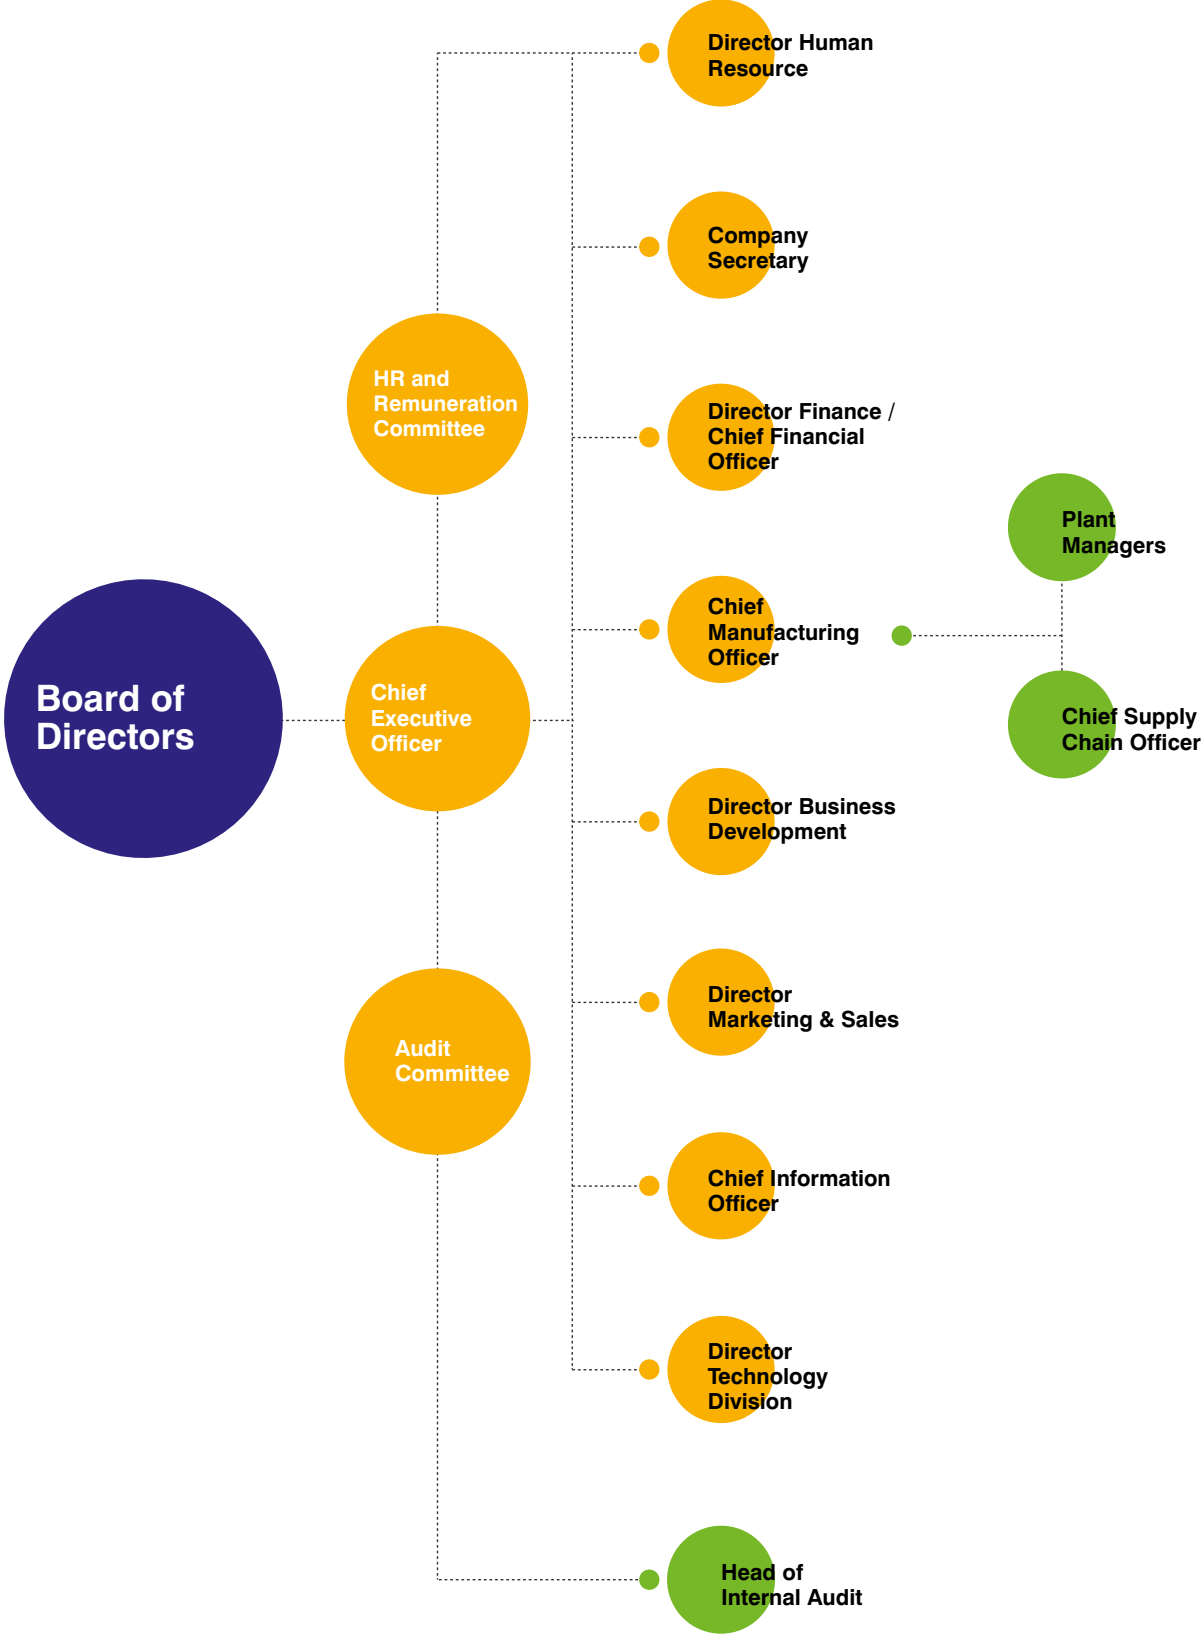 Board of
Directors
HR and
Remuneration
Committee
Chief
Executive
Officer
Audit
Committee
Director Human
Resource
Company
Secretary
Director Finance /
Chief Financial
Officer
Chief
Manufacturing
Officer
Director Business
Development
Director
Marketing & Sales
Chief Information
Officer
Director
Technology
Division
Head of
Internal Audit
Plant
Managers
Chief Supply
Chain Officer